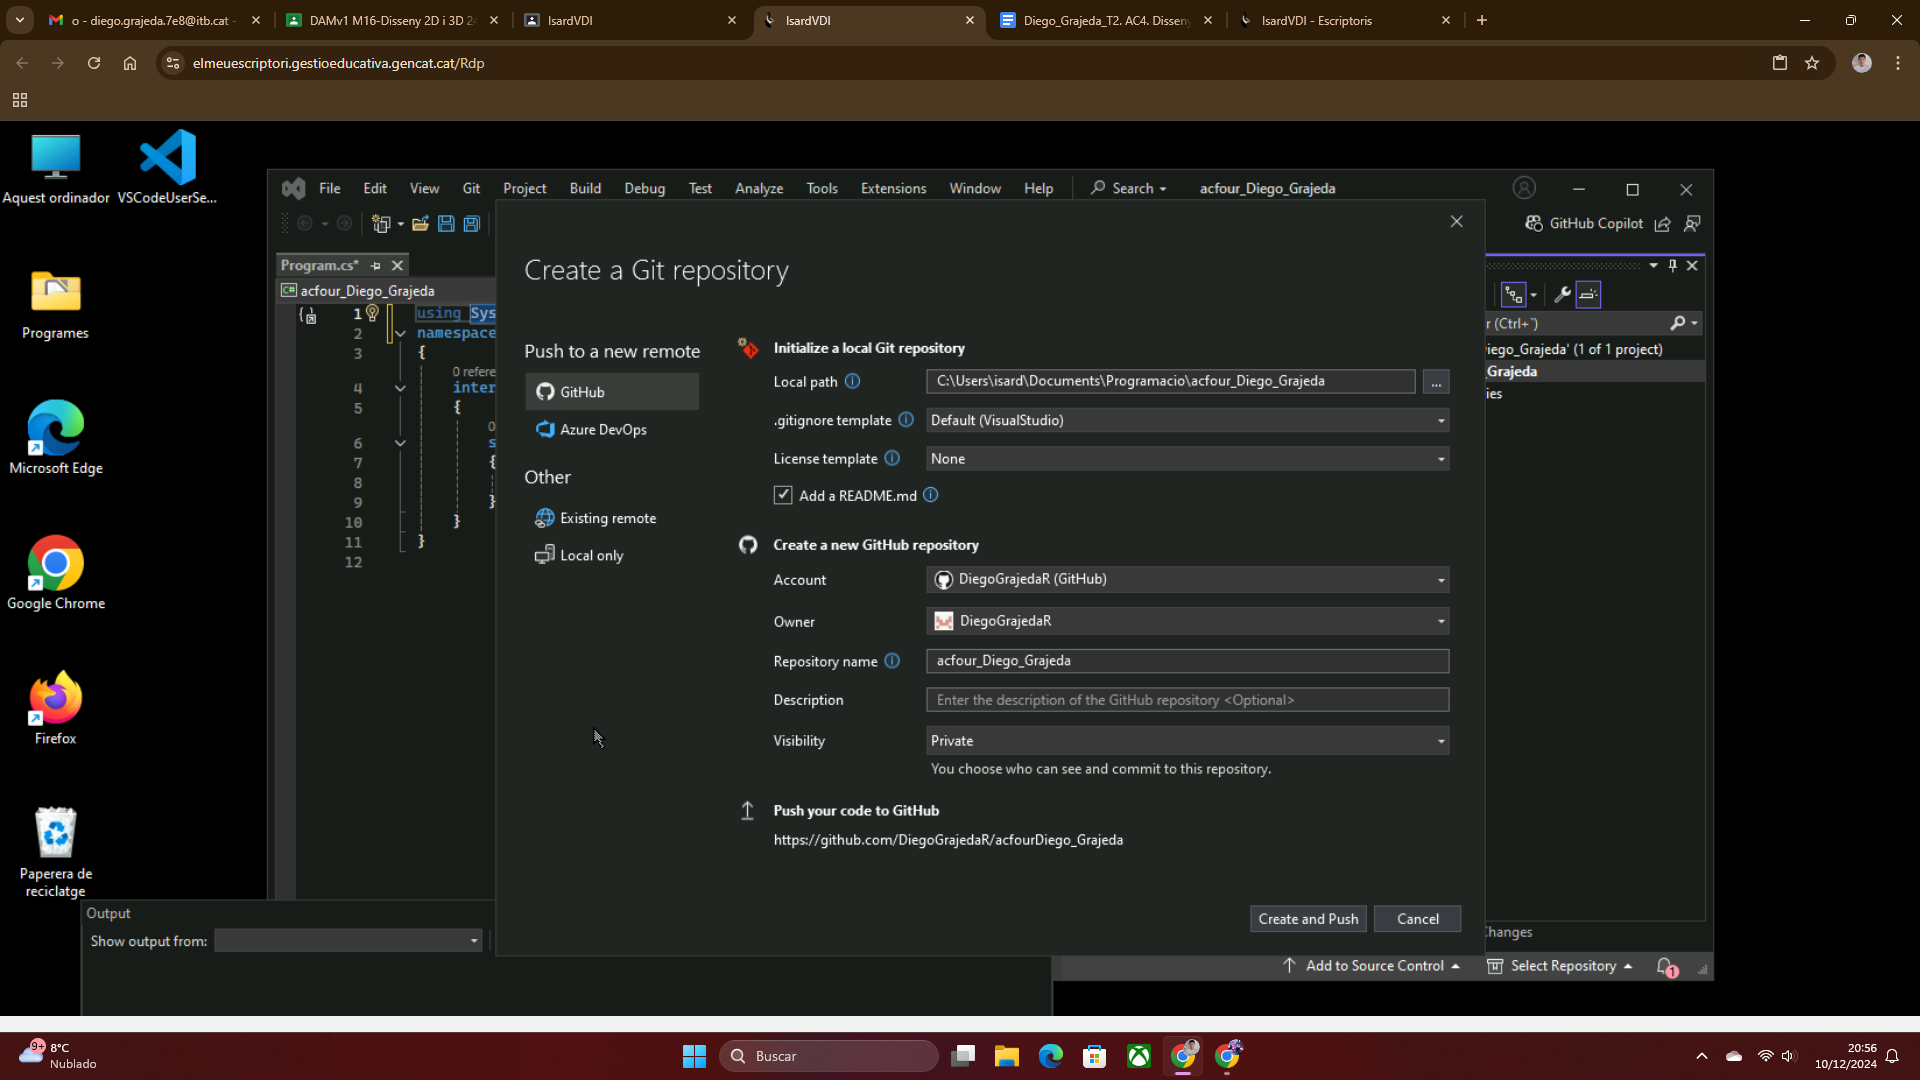 o - diego.grajeda.7e8@itb.cat -
DAMv1 M16-Disseny 2D i 3D 24
IsardVDI
IsardVDI
Diego_Grajeda_T2. AC4. Disseny
IsardVDI - Escriptoris
elmeuescriptori.gestioeducativa.gencat.cat/Rdp
Aquest ordinador
VSCodeUserSe...
Programes
Microsoft Edge
Google Chrome
Firefox
Paperera de
reciclatge
File Edit View Git Project Build Debug Test Analyze Tools Extensions Window Help Search acfour_Diego_Grajeda
GitHub Copilot
Program.cs*
acfour_Diego_Grajeda
1 using Sys
2 namespace
3 {
0 refere
4 inter
5 {
0
6 s
7 {
8
9 }
10 }
11 }
12
Create a Git repository
Push to a new remote
GitHub
Azure DevOps
Other
Existing remote
Local only
Initialize a local Git repository
Local path C:\Users\isard\Documents\Programacio\acfour_Diego_Grajeda ...
.gitignore template Default (VisualStudio)
License template None
Add a README.md
Create a new GitHub repository
Account DiegoGrajedaR (GitHub)
Owner DiegoGrajedaR
Repository name acfour_Diego_Grajeda
Description Enter the description of the GitHub repository <Optional>
Visibility Private
You choose who can see and commit to this repository.
Push your code to GitHub
https://github.com/DiegoGrajedaR/acfourDiego_Grajeda
Create and Push Cancel
r (Ctrl+`)
iego_Grajeda' (1 of 1 project)
_Grajeda
ies
Changes
Output
Show output from:
Add to Source Control
Select Repository
1
9+
8°C
Nublado
Buscar
20:56
10/12/2024